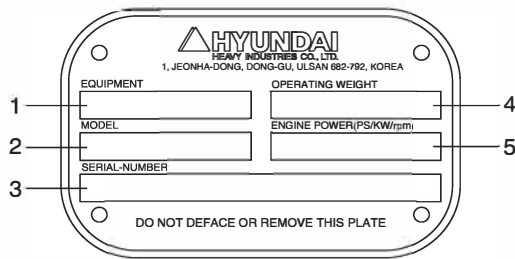 HYUNDAI
HEAVY INDUSTRIES CO., LTD.
1, JEONHA-DONG, DONG-GU, ULSAN 682-792, KOREA
EQUIPMENT OPERATING WEIGHT
1 4
MODEL ENGINE POWER(PS/KW/rpm)
2 5
SERIAL-NUMBER
3
DO NOT DEFACE OR REMOVE THIS PLATE